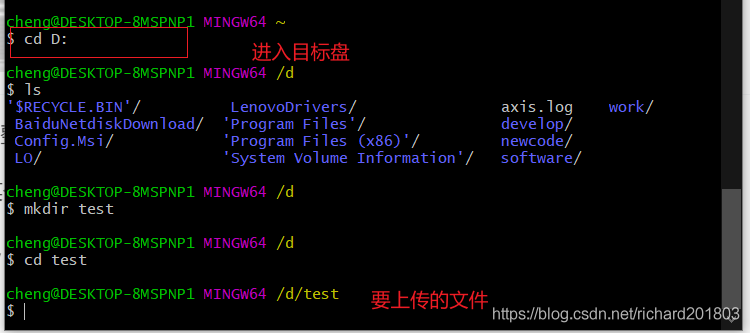 cheng@DESKTOP-8MSPNP1 MINGW64 ~
$ cd D:
进入目标盘
cheng@DESKTOP-8MSPNP1 MINGW64 /d
$ ls
'$RECYCLE.BIN'/ LenovoDrivers/ axis.log work/
BaiduNetdiskDownload/ 'Program Files'/ develop/
Config.Msi/ 'Program Files (x86)'/ newcode/
LO/ 'System Volume Information'/ software/
cheng@DESKTOP-8MSPNP1 MINGW64 /d
$ mkdir test
cheng@DESKTOP-8MSPNP1 MINGW64 /d
$ cd test
cheng@DESKTOP-8MSPNP1 MINGW64 /d/test
要上传的文件
$
https://blog.csdn.net/richard201803